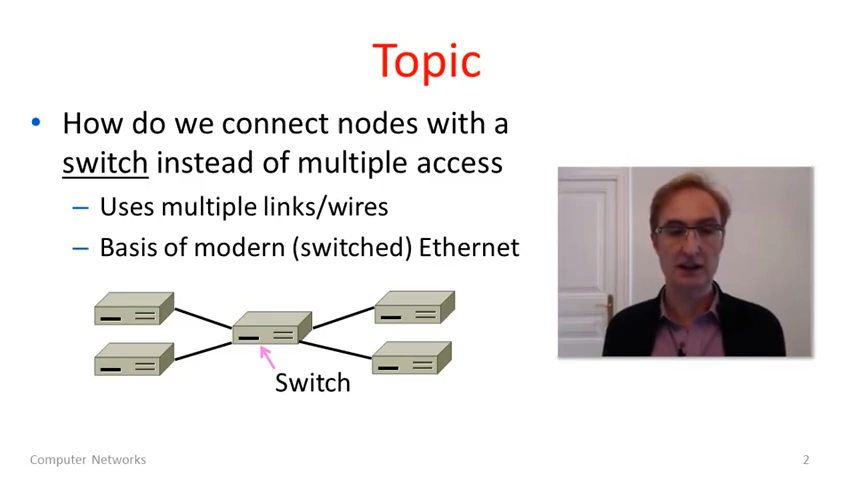 Topic
• How do we connect nodes with a
switch instead of multiple access
– Uses multiple links/wires
– Basis of modern (switched) Ethernet
Switch
Computer Networks
2